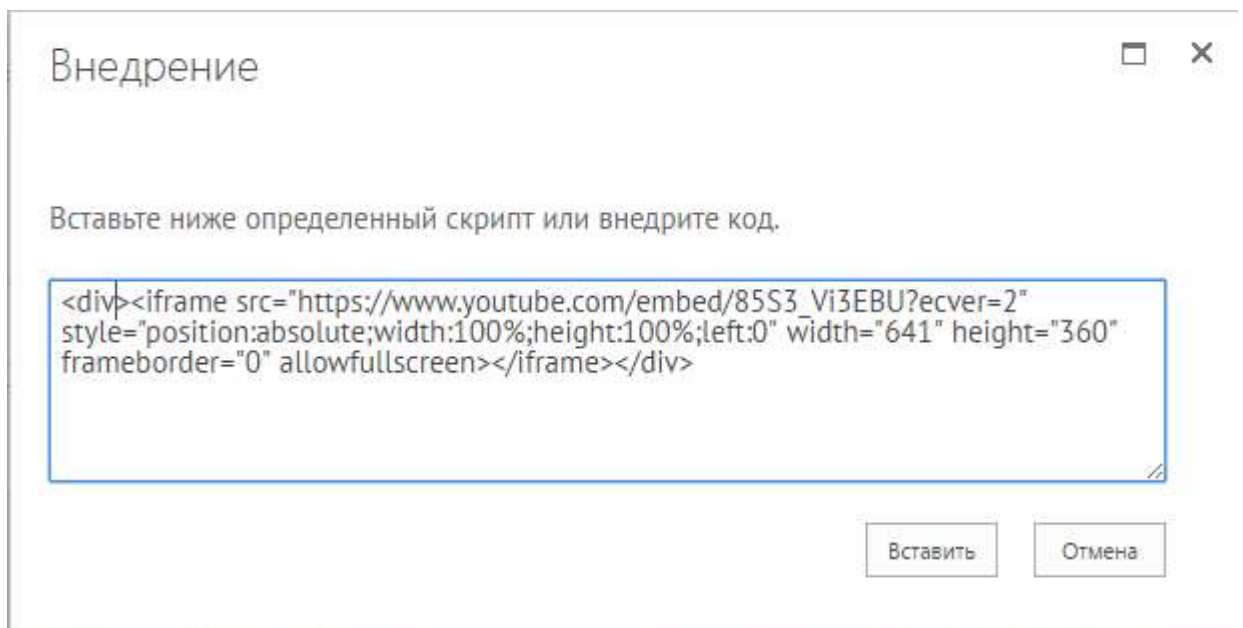 Внедрение
Вставьте ниже определенный скрипт или внедрите код.
<div><iframe src="https://www.youtube.com/embed/85S3_Vi3EBU?ecver=2"
style="position:absolute;width:100%;height:100%;left:0" width="641" height="360"
frameborder="0" allowfullscreen></iframe></div>
Вставить Отмена